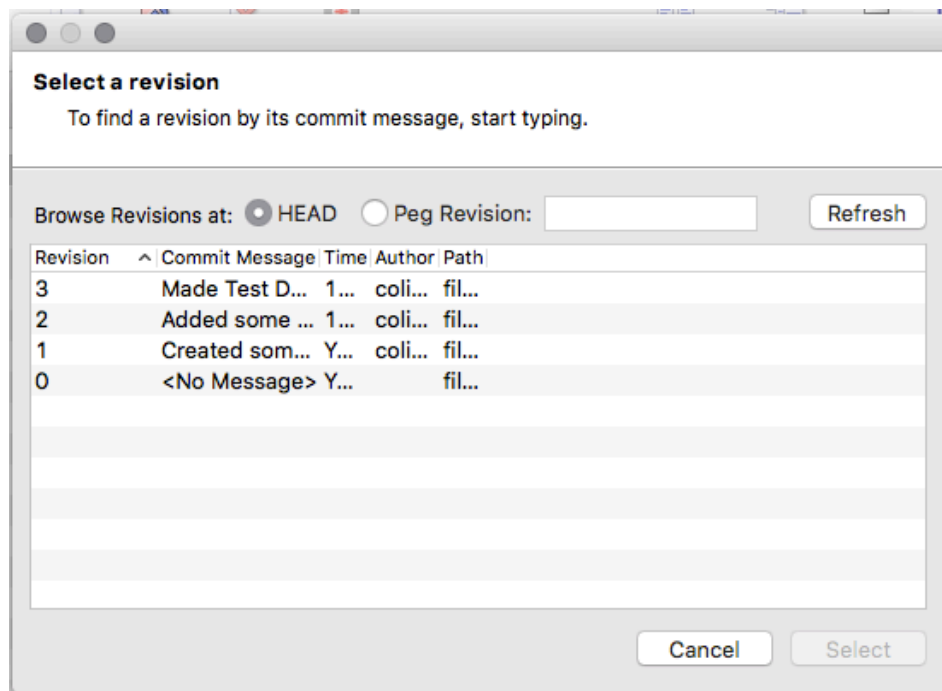 Select a revision
To find a revision by its commit message, start typing.
Browse Revisions at: HEAD Peg Revision: Refresh
Revision Commit Message Time Author Path
3 Made Test D... 1... coli... fil...
2 Added some ... 1... coli... fil...
1 Created som... Y... coli... fil...
0 <No Message> Y... fil...
Cancel Select